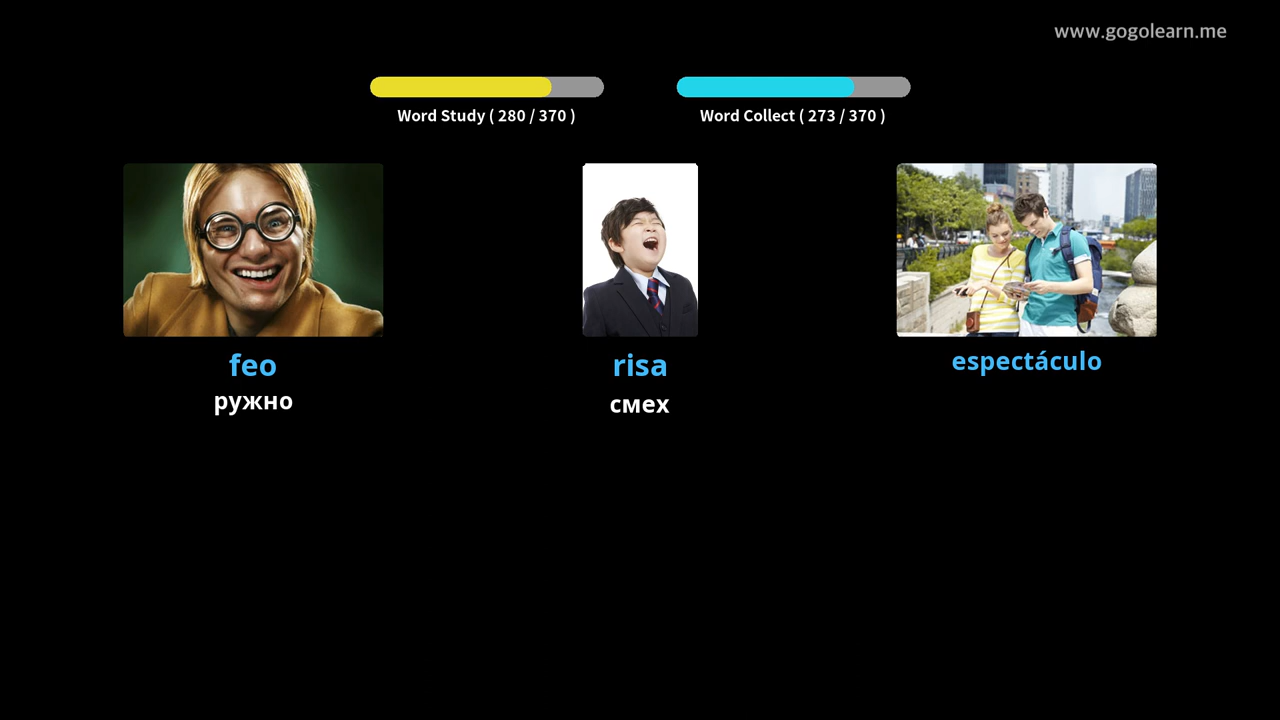 www.gogolearn.me
Word Study ( 280 / 370 )
Word Collect ( 273 / 370 )
feo
ружно
risa
смех
espectáculo